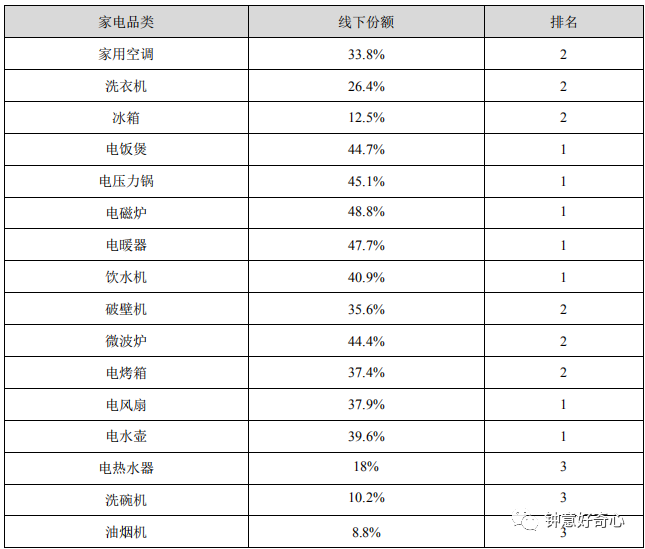 家电品类 线下份额 排名
家用空调 33.8% 2
洗衣机 26.4% 2
冰箱 12.5% 2
电饭煲 44.7% 1
电压力锅 45.1% 1
电磁炉 48.8% 1
电暖器 47.7% 1
饮水机 40.9% 1
破壁机 35.6% 2
微波炉 44.4% 2
电烤箱 37.4% 2
电风扇 37.9% 1
电水壶 39.6% 1
电热水器 18% 3
洗碗机 10.2% 3
油烟机 8.8% 3
钟意好奇心